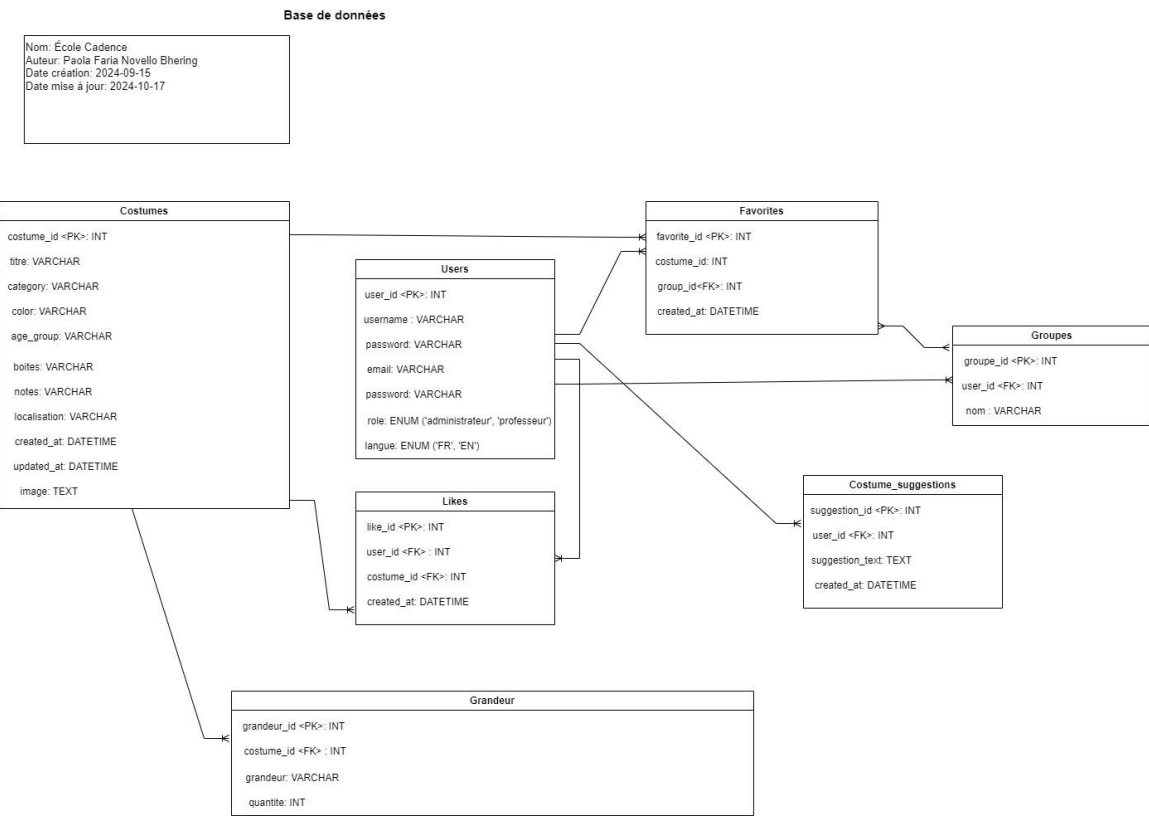 Base de données
Nom: École Cadence
Auteur: Paola Faria Novello Bhering
Date création: 2024-09-15
Date mise à jour: 2024-10-17
Costumes
costume_id <PK>: INT
titre: VARCHAR
category: VARCHAR
color: VARCHAR
age_group: VARCHAR
boites: VARCHAR
notes: VARCHAR
localisation: VARCHAR
created_at: DATETIME
updated_at: DATETIME
image: TEXT
Users
user_id <PK>: INT
username : VARCHAR
password: VARCHAR
email: VARCHAR
password: VARCHAR
role: ENUM ('administrateur', 'professeur')
langue: ENUM ('FR', 'EN')
Favorites
favorite_id <PK>: INT
costume_id: INT
group_id<FK>: INT
created_at: DATETIME
Groupes
groupe_id <PK>: INT
user_id <FK>: INT
nom : VARCHAR
Likes
like_id <PK>: INT
user_id <FK> : INT
costume_id <FK>: INT
created_at: DATETIME
Costume_suggestions
suggestion_id <PK>: INT
user_id <FK>: INT
suggestion_text: TEXT
created_at: DATETIME
Grandeur
grandeur_id <PK>: INT
costume_id <FK> : INT
grandeur: VARCHAR
quantite: INT